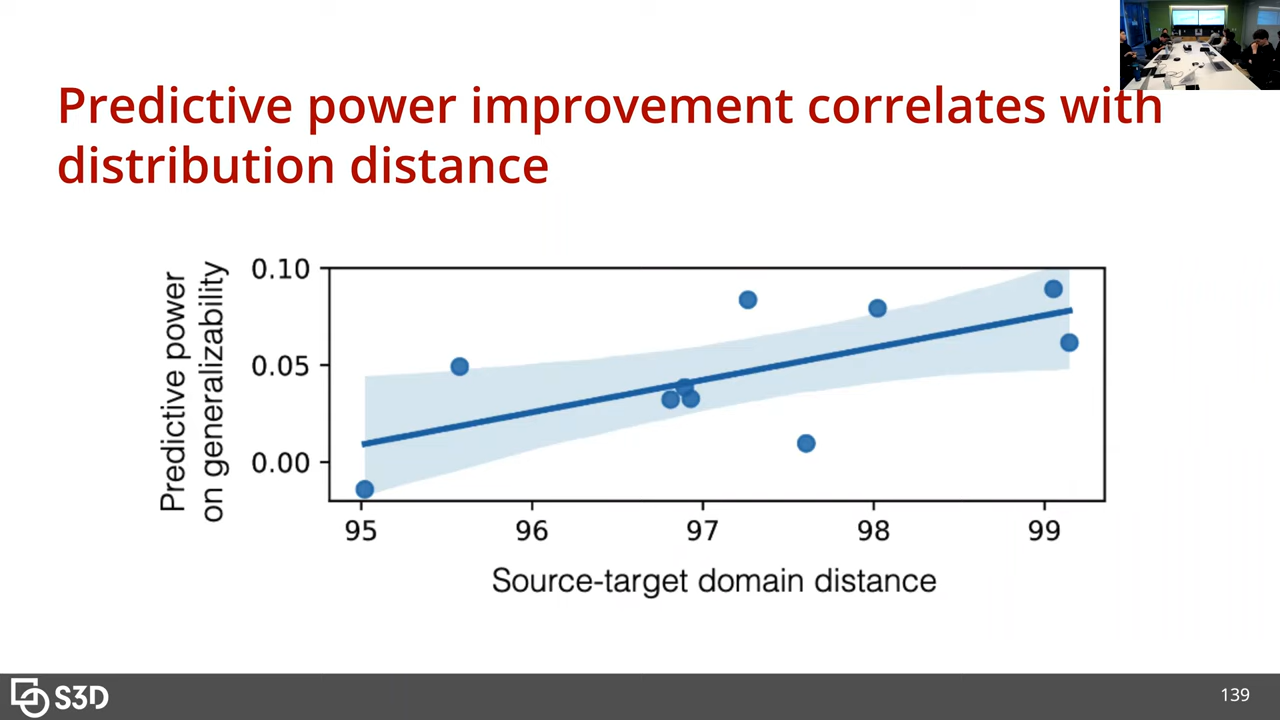 Predictive power improvement correlates with
distribution distance
Predictive power
on generalizability
0.10
0.05
0.00
95 96 97 98 99
Source-target domain distance
S3D
139